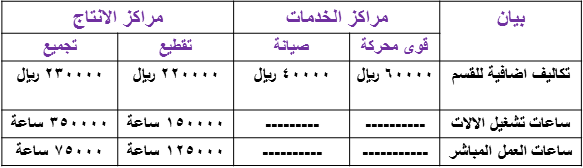 بيان مراكز الخدمات مراكز الانتاج
قوى محركة صيانة تقطيع تجميع
تكاليف اضافية للقسم ٦٠٠٠٠ ريال ٤٠٠٠٠ ريال ٢٢٠٠٠٠ ريال ٢٣٠٠٠٠ ريال
ساعات تشغيل الالات ---------- --------- ١٥٠٠٠٠ ساعة ٣٥٠٠٠٠ ساعة
ساعات العمل المباشر ---------- --------- ١٢٥٠٠٠ ساعة ٧٥٠٠٠ ساعة